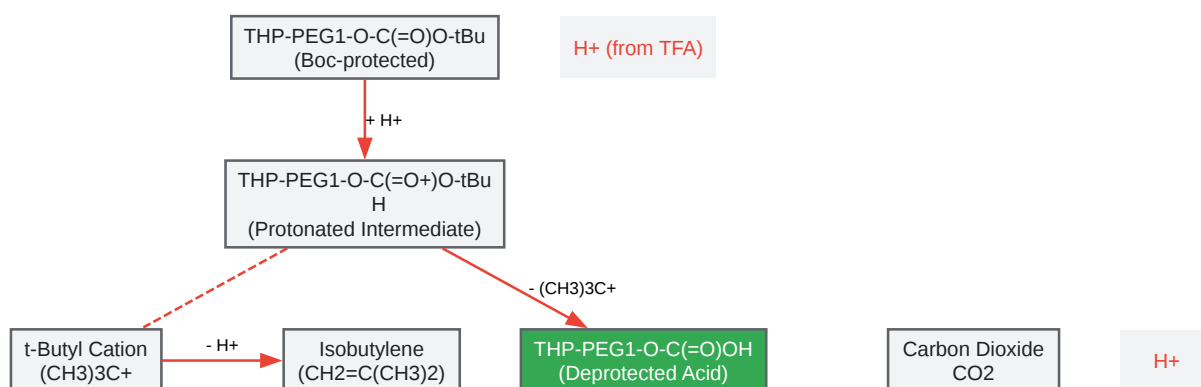 THP-PEG1-O-C(=O)O-tBu
(Boc-protected)
H+ (from TFA)
+ H+
THP-PEG1-O-C(=O+)O-tBu
H
(Protonated Intermediate)
- (CH3)3C+
t-Butyl Cation
(CH3)3C+
- H+
Isobutylene
(CH2=C(CH3)2)
THP-PEG1-O-C(=O)OH
(Deprotected Acid)
Carbon Dioxide
CO2
H+